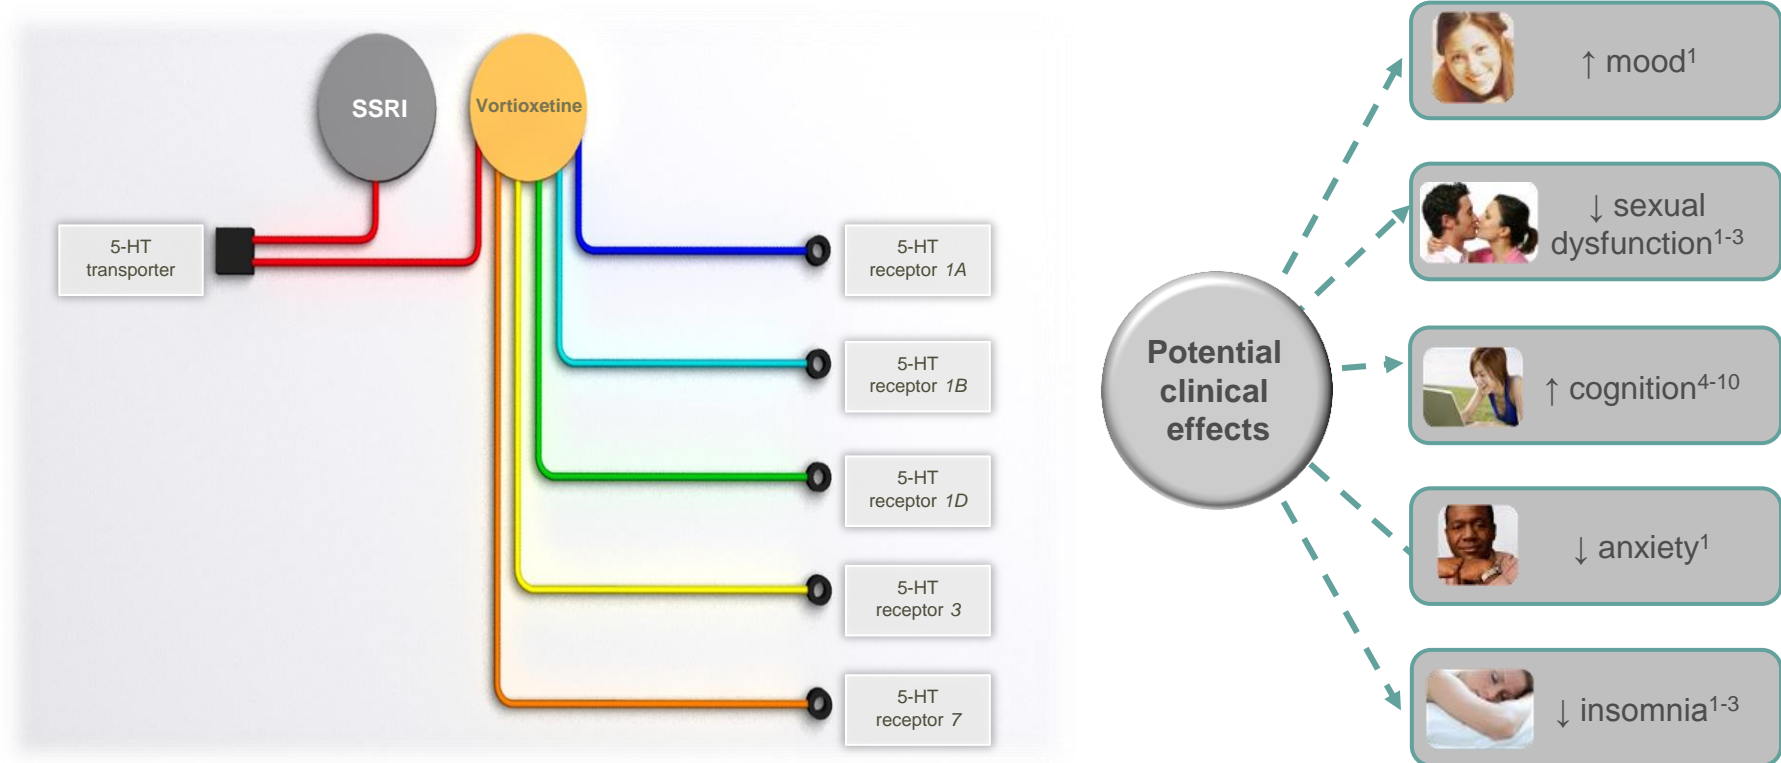 SSRI
Vortioxetine
5-HT
transporter
5-HT
receptor 1A
5-HT
receptor 1B
5-HT
receptor 1D
5-HT
receptor 3
5-HT
receptor 7
Potential
clinical
effects
↑ mood¹
↓ sexual
dysfunction¹⁻³
↑ cognition⁴⁻¹⁰
↓ anxiety¹
↓ insomnia¹⁻³